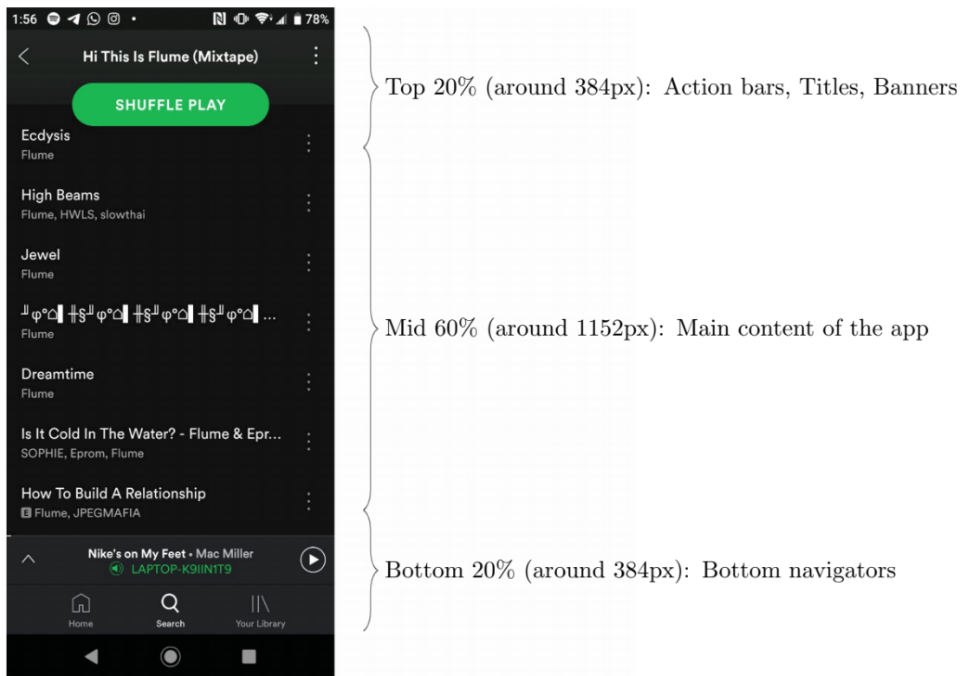 1:56 78%
Hi This Is Flume (Mixtape)
SHUFFLE PLAY
Ecdysis
Flume
High Beams
Flume, HWLS, slowthai
Jewel
Flume
╜φ°⌂▌╫§╜φ°⌂▌╫§╜φ°⌂▌╫§╜φ°⌂▌...
Flume
Dreamtime
Flume
Is It Cold In The Water? - Flume & Epr...
SOPHIE, Eprom, Flume
How To Build A Relationship
E Flume, JPEGMAFIA
Nike's on My Feet • Mac Miller
LAPTOP-K9IIN1T9
Home Search Your Library
Top 20% (around 384px): Action bars, Titles, Banners
Mid 60% (around 1152px): Main content of the app
Bottom 20% (around 384px): Bottom navigators